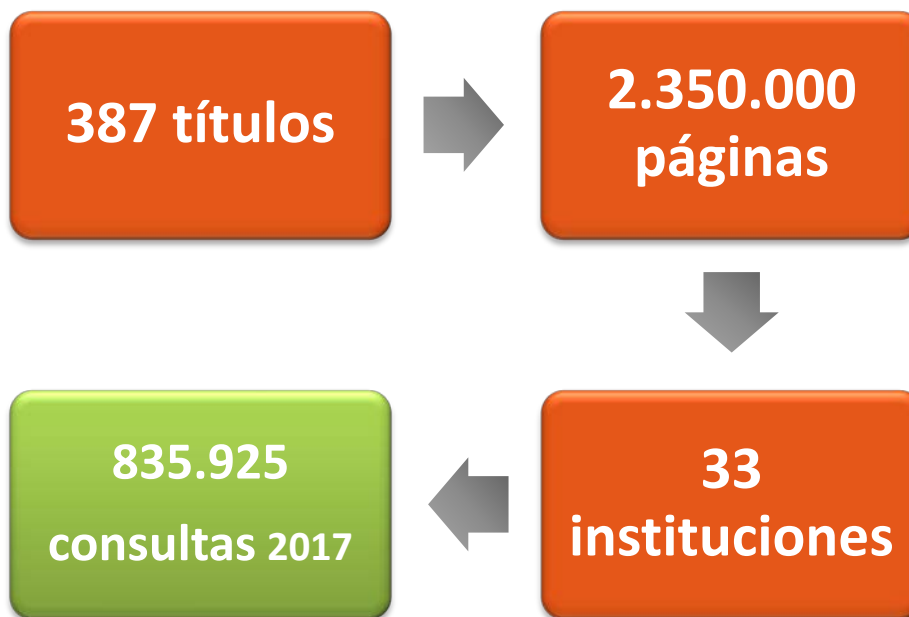 387 títulos
2.350.000
páginas
33
instituciones
835.925
consultas 2017